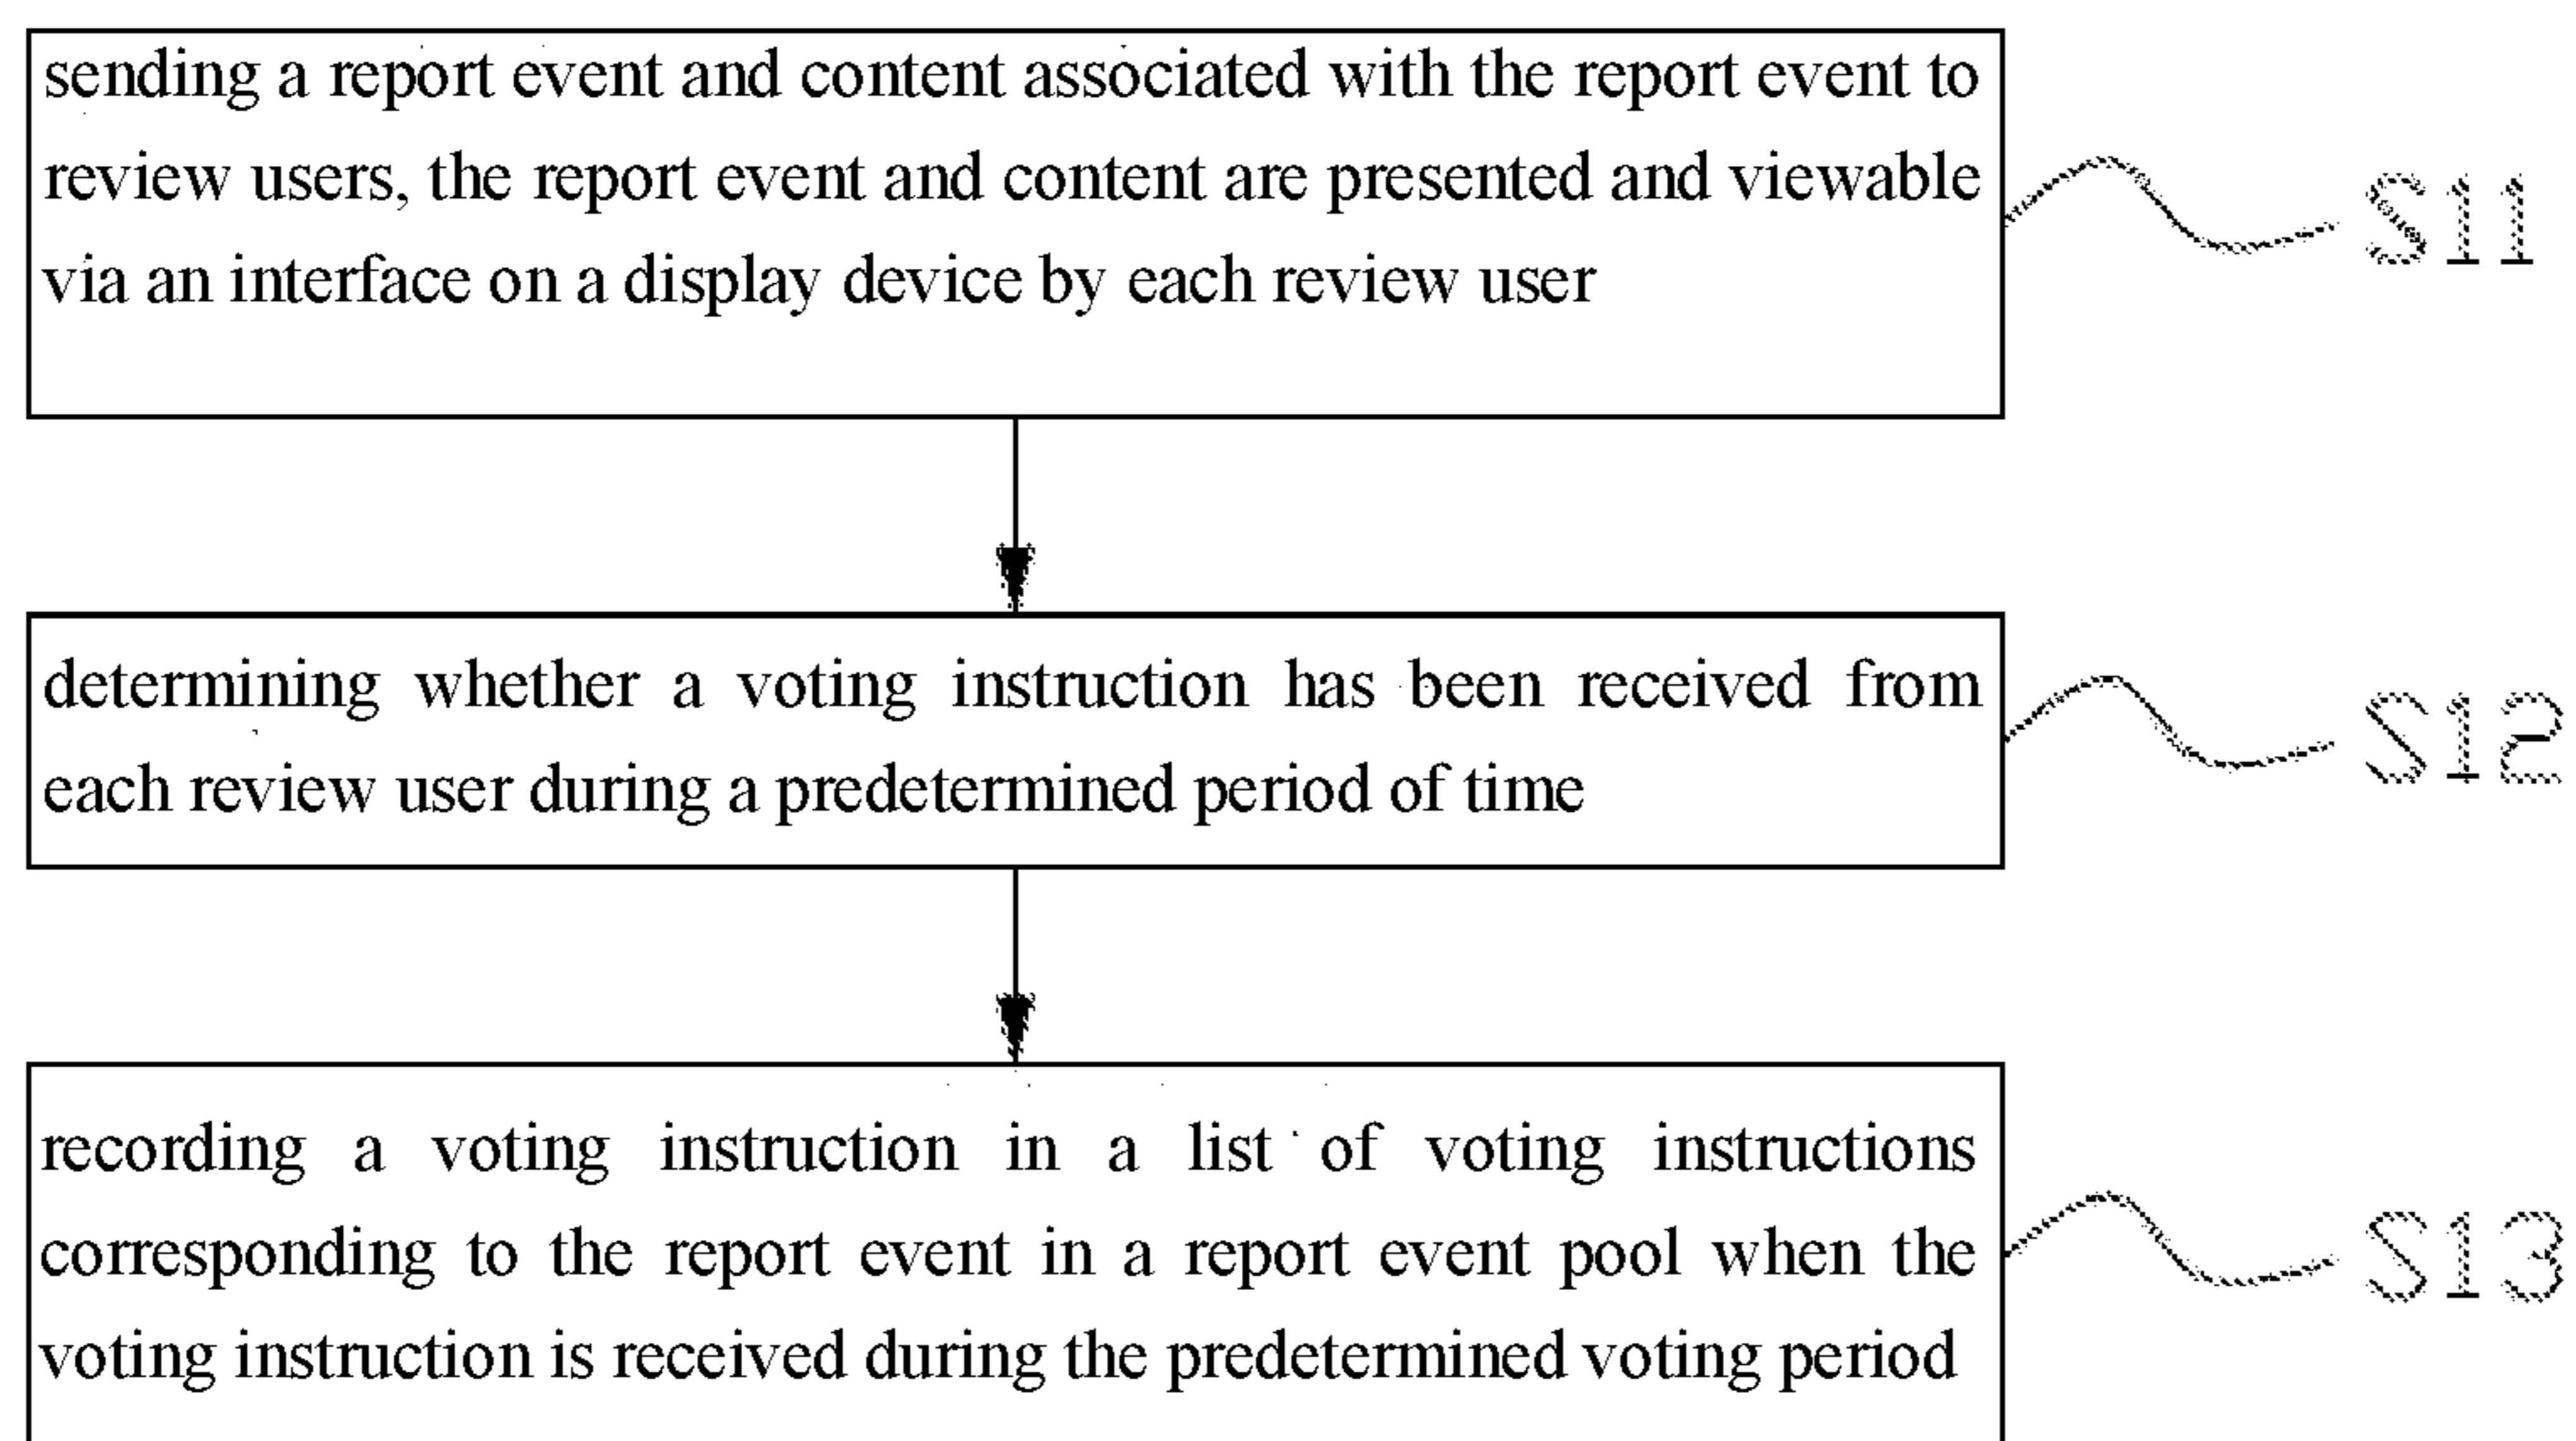 sending a report event and content associated with the report event to
review users, the report event and content are presented and viewable
via an interface on a display device by each review user
S11
determining whether a voting instruction has been received from
each review user during a predetermined period of time
S12
recording a voting instruction in a list of voting instructions
corresponding to the report event in a report event pool when the
voting instruction is received during the predetermined voting period
S13